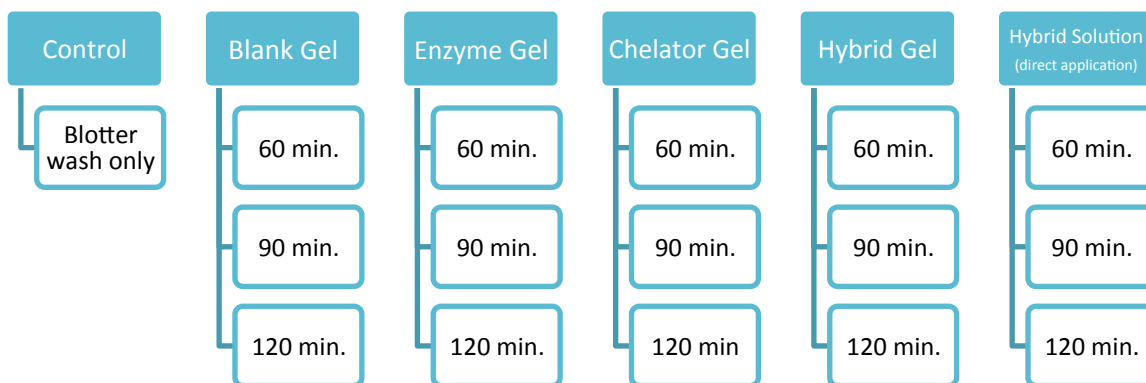 Control
Blotter
wash only
Blank Gel
60 min.
90 min.
120 min.
Enzyme Gel
60 min.
90 min.
120 min.
Chelator Gel
60 min.
90 min.
120 min
Hybrid Gel
60 min.
90 min.
120 min.
Hybrid Solution
(direct application)
60 min.
90 min.
120 min.